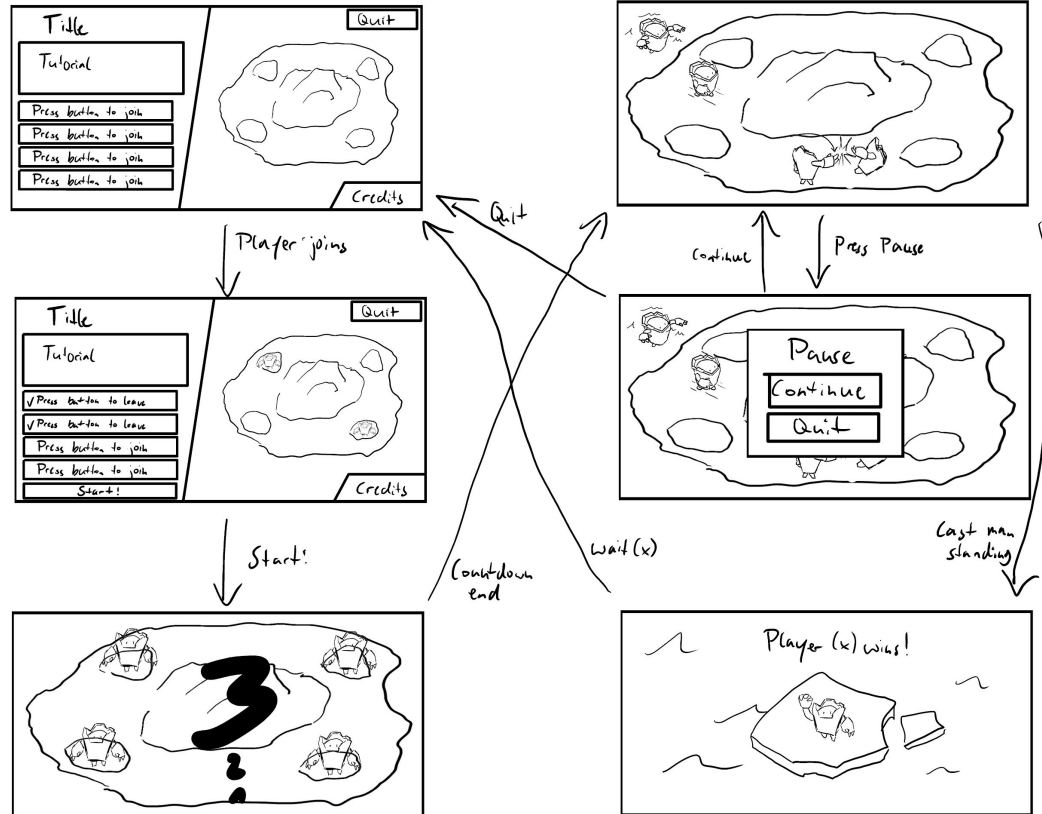 Title
Quit
Tutorial
Press button to join
Press button to join
Press button to join
Press button to join
Credits
Player joins
Quit
Continue
Press Pause
Title
Quit
Tutorial
✓ Press button to leave
✓ Press button to leave
Press button to join
Press button to join
Start!
Credits
Pause
Continue
Quit
Start!
Countdown
end
wait (x)
Last man
standing
3
2
1
Player (x) wins!